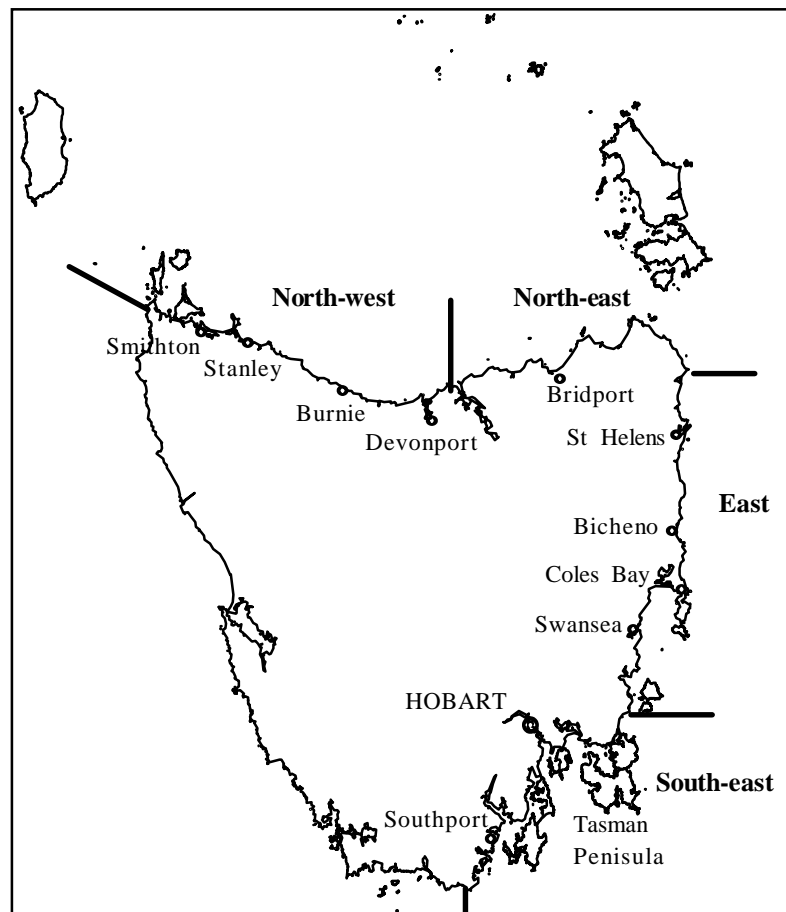 North-west
North-east
Smithton
Stanley
Burnie
Devonport
Bridport
St Helens
East
Bicheno
Coles Bay
Swansea
HOBART
South-east
Southport
Tasman
Penisula